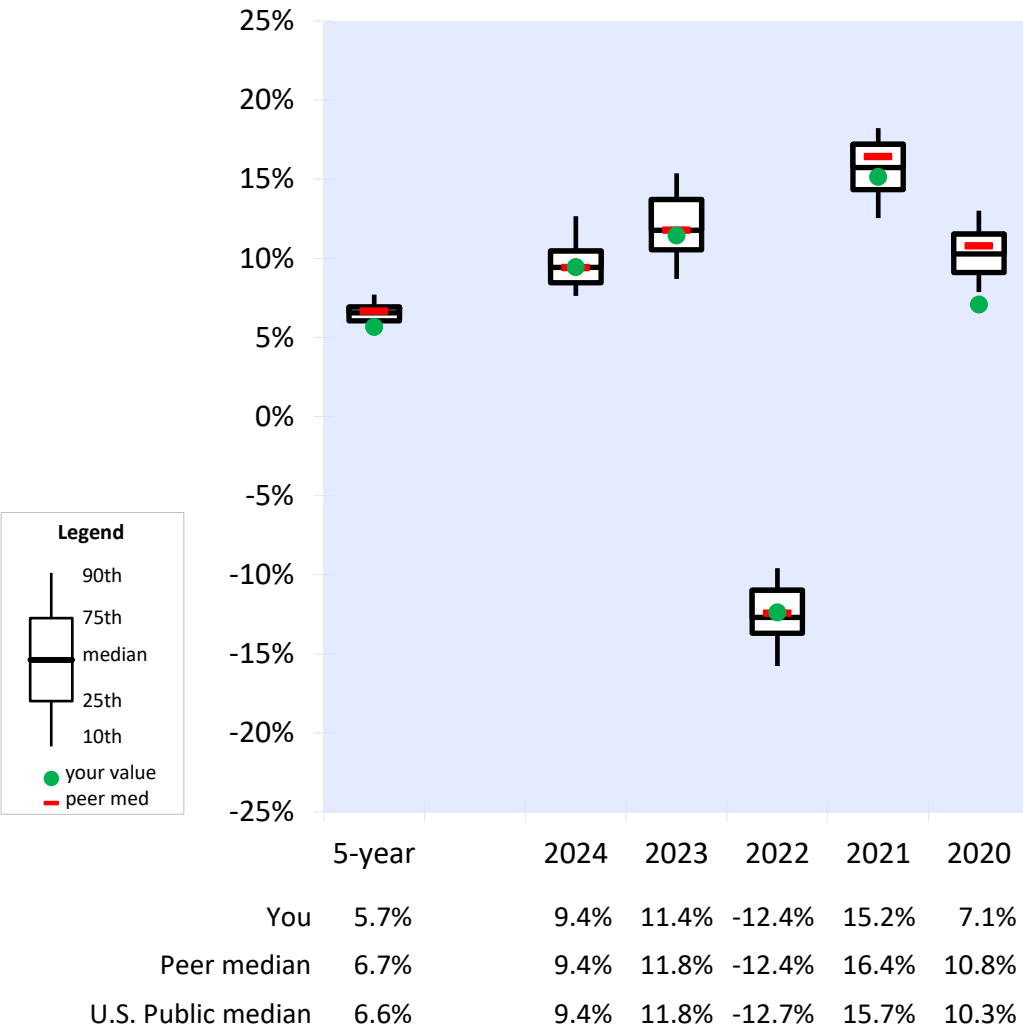 25%
20%
15%
10%
5%
0%
-5%
-10%
-15%
-20%
-25%
Legend
90th
75th
median
25th
10th
your value
peer med
5-year 2024 2023 2022 2021 2020
You 5.7% 9.4% 11.4% -12.4% 15.2% 7.1%
Peer median 6.7% 9.4% 11.8% -12.4% 16.4% 10.8%
U.S. Public median 6.6% 9.4% 11.8% -12.7% 15.7% 10.3%